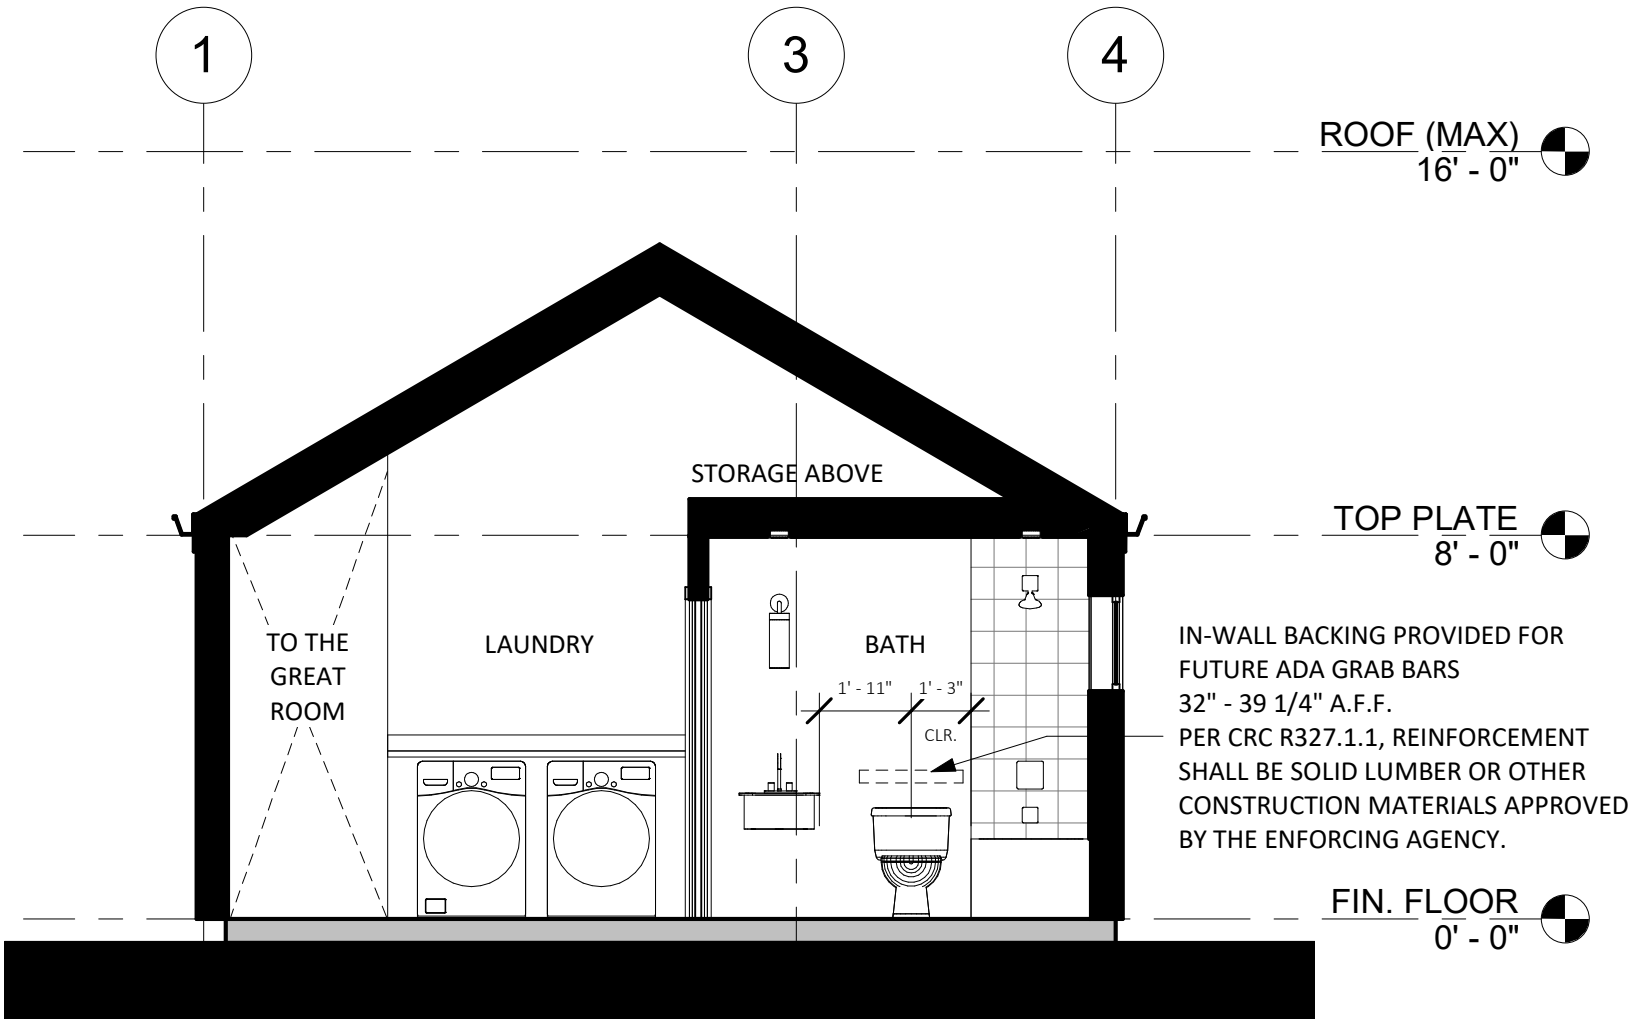 1
3
4
ROOF (MAX)
16' - 0"
STORAGE ABOVE
TOP PLATE
8' - 0"
TO THE
GREAT
ROOM
LAUNDRY
BATH
1' - 11"
1' - 3"
CLR.
IN-WALL BACKING PROVIDED FOR
FUTURE ADA GRAB BARS
32" - 39 1/4" A.F.F.
PER CRC R327.1.1, REINFORCEMENT
SHALL BE SOLID LUMBER OR OTHER
CONSTRUCTION MATERIALS APPROVED
BY THE ENFORCING AGENCY.
FIN. FLOOR
0' - 0"